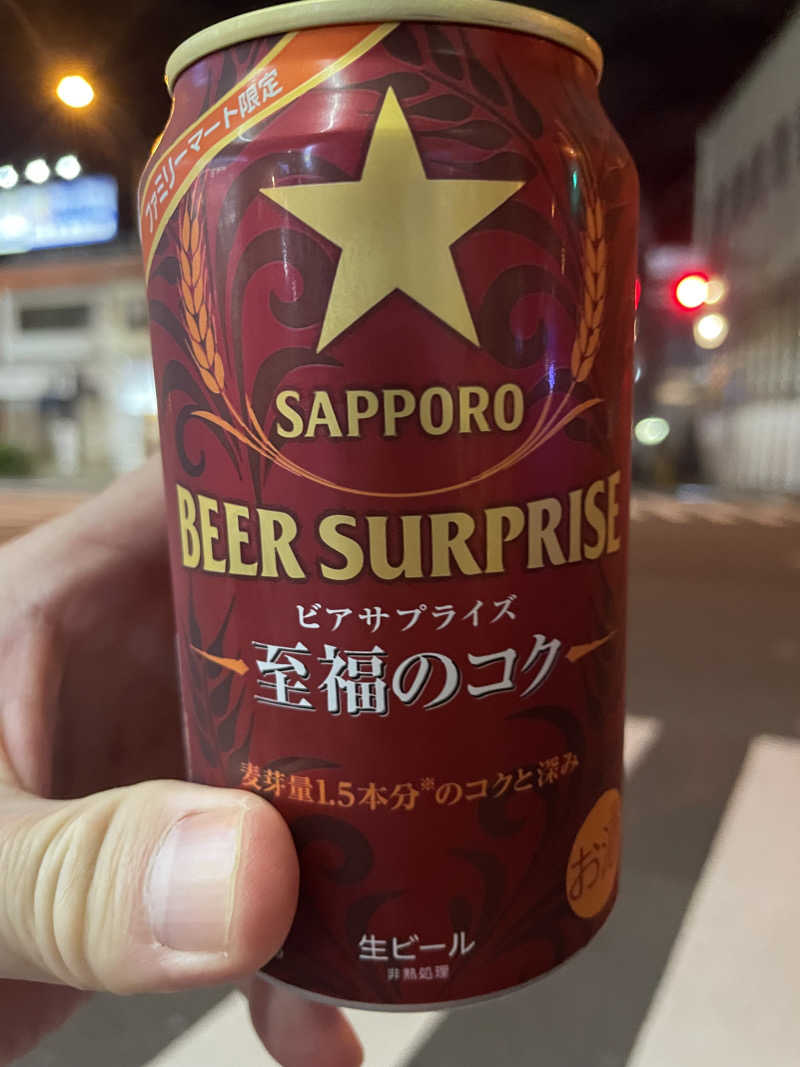 ファミリーマート限定
SAPPORO
BEER SURPRISE
ビアサプライズ
至福のコク
麦芽量1.5本分※のコクと深み
お酒
生ビール
非熱処理